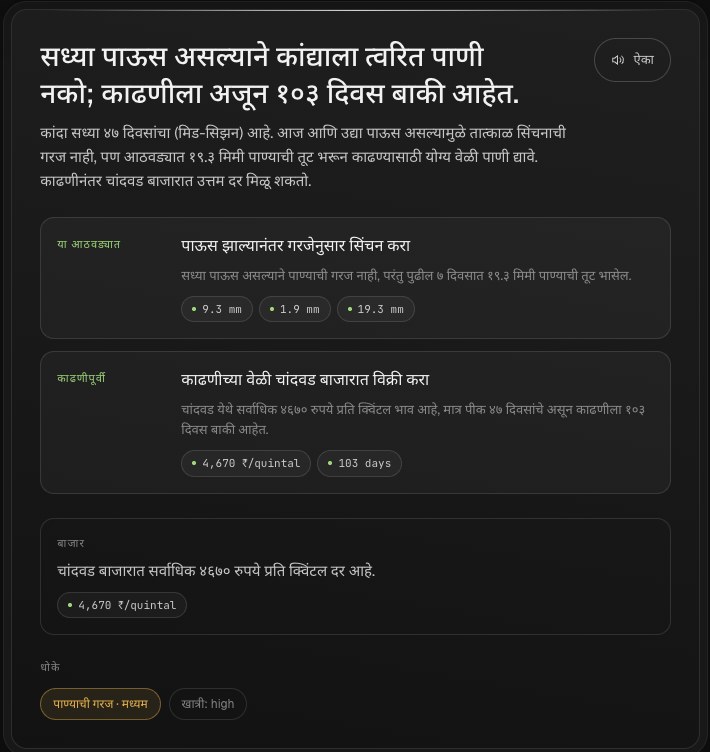 सध्या पाऊस असल्याने कांद्याला त्वरित पाणी
नको; काढणीला अजून १०३ दिवस बाकी आहेत.
ऐका
कांदा सध्या ४७ दिवसांचा (मिड-सिझन) आहे. आज आणि उद्या पाऊस असल्यामुळे तात्काळ सिंचनाची
गरज नाही, पण आठवड्यात १९.३ मिमी पाण्याची तूट भरून काढण्यासाठी योग्य वेळी पाणी द्यावे.
काढणीनंतर चांदवड बाजारात उत्तम दर मिळू शकतो.
या आठवड्यात
पाऊस झाल्यानंतर गरजेनुसार सिंचन करा
सध्या पाऊस असल्याने पाण्याची गरज नाही, परंतु पुढील ७ दिवसात १९.३ मिमी पाण्याची तूट भासेल.
9.3 mm
1.9 mm
19.3 mm
काढणीपूर्वी
काढणीच्या वेळी चांदवड बाजारात विक्री करा
चांदवड येथे सर्वाधिक ४६७० रुपये प्रति क्विंटल भाव आहे, मात्र पीक ४७ दिवसांचे असून काढणीला १०३
दिवस बाकी आहेत.
4,670 ₹/quintal
103 days
बाजार
चांदवड बाजारात सर्वाधिक ४६७० रुपये प्रति क्विंटल दर आहे.
4,670 ₹/quintal
धोके
पाण्याची गरज · मध्यम
खात्री: high